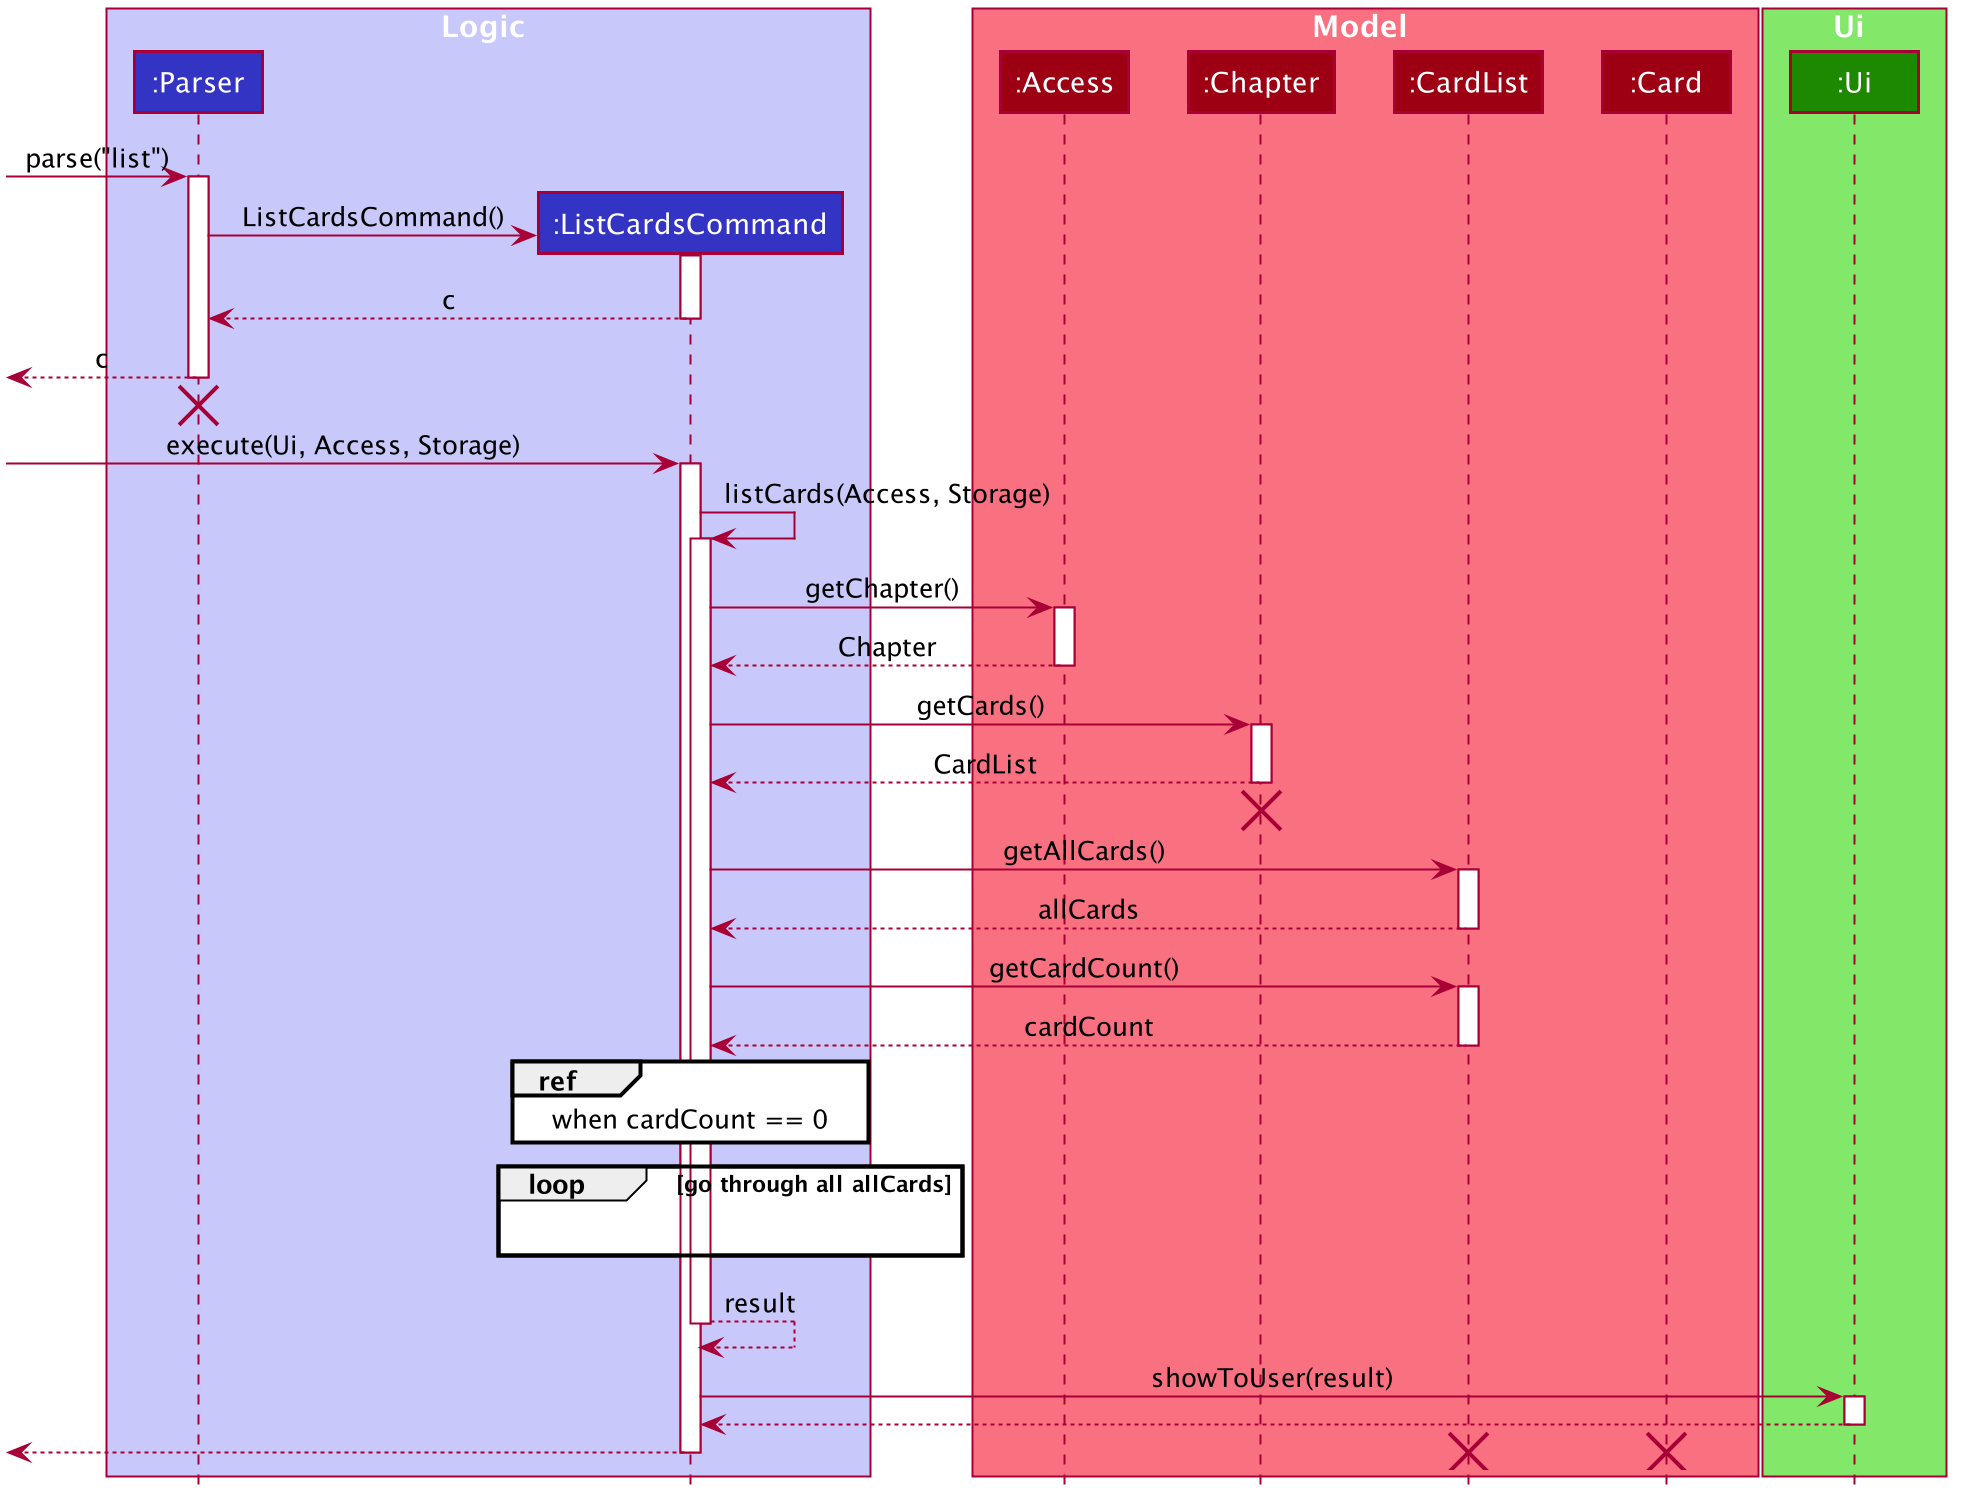 Logic
Model
Ui
:Parser
:Access
:Chapter
:CardList
:Card
:Ui
parse("list")
ListCardsCommand()
:ListCardsCommand
c
c
execute(Ui, Access, Storage)
listCards(Access, Storage)
getChapter()
Chapter
getCards()
CardList
getAllCards()
allCards
getCardCount()
cardCount
ref
when cardCount == 0
loop
[go through all allCards]
result
showToUser(result)